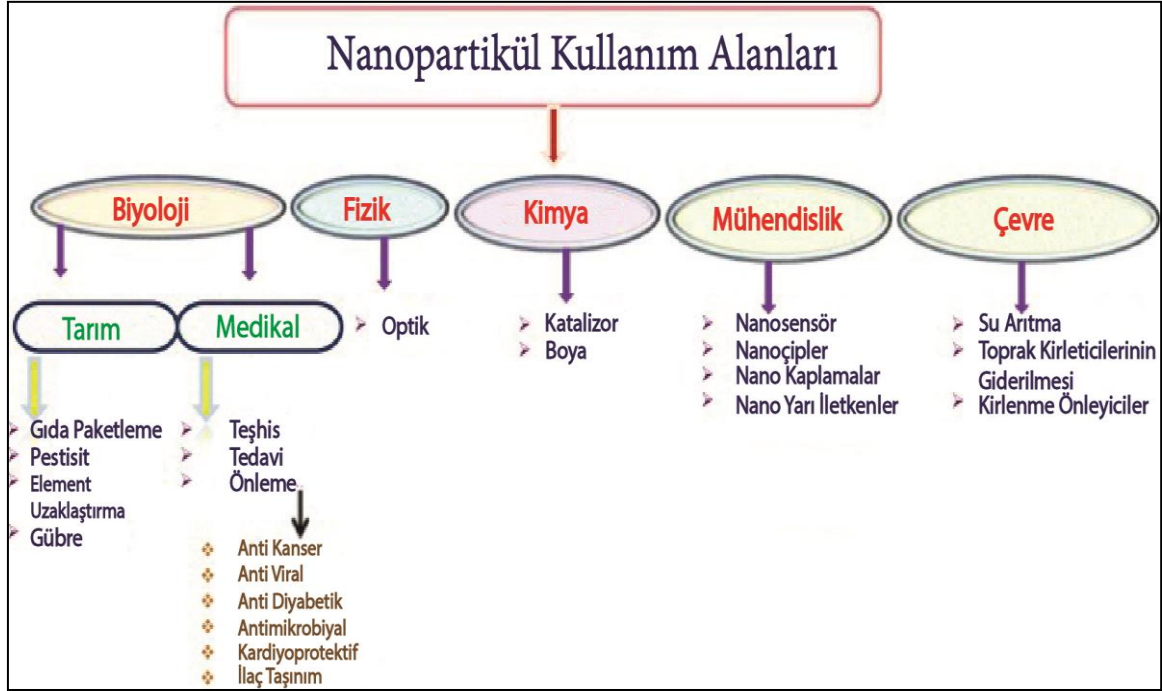 Nanopartikül Kullanım Alanları
Biyoloji
Fizik
Kimya
Mühendislik
Çevre
Tarım
Medikal
Gıda Paketleme
Pestisit
Element
Uzaklaştırma
Gübre
Teşhis
Tedavi
Önleme
Anti Kanser
Anti Viral
Anti Diyabetik
Antimikrobiyal
Kardiyoprotektif
İlaç Taşınım
Optik
Katalizor
Boya
Nanosensör
Nanoçipler
Nano Kaplamalar
Nano Yarı İletkenler
Su Arıtma
Toprak Kirleticilerinin
Giderilmesi
Kirlenme Önleyiciler